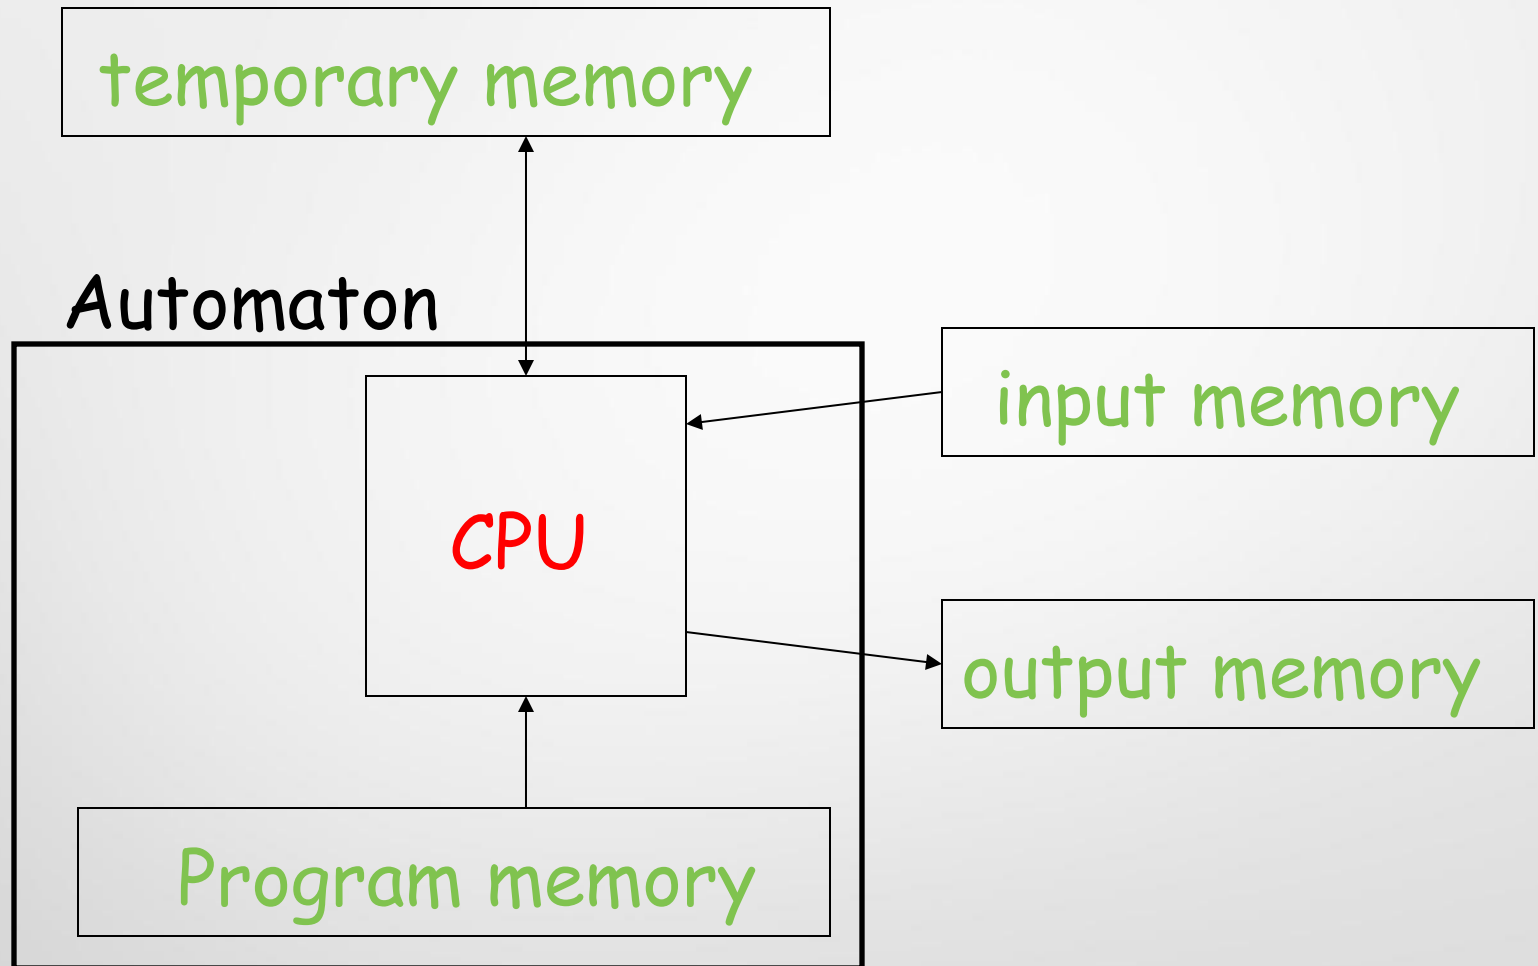 temporary memory
Automaton
input memory
CPU
output memory
Program memory